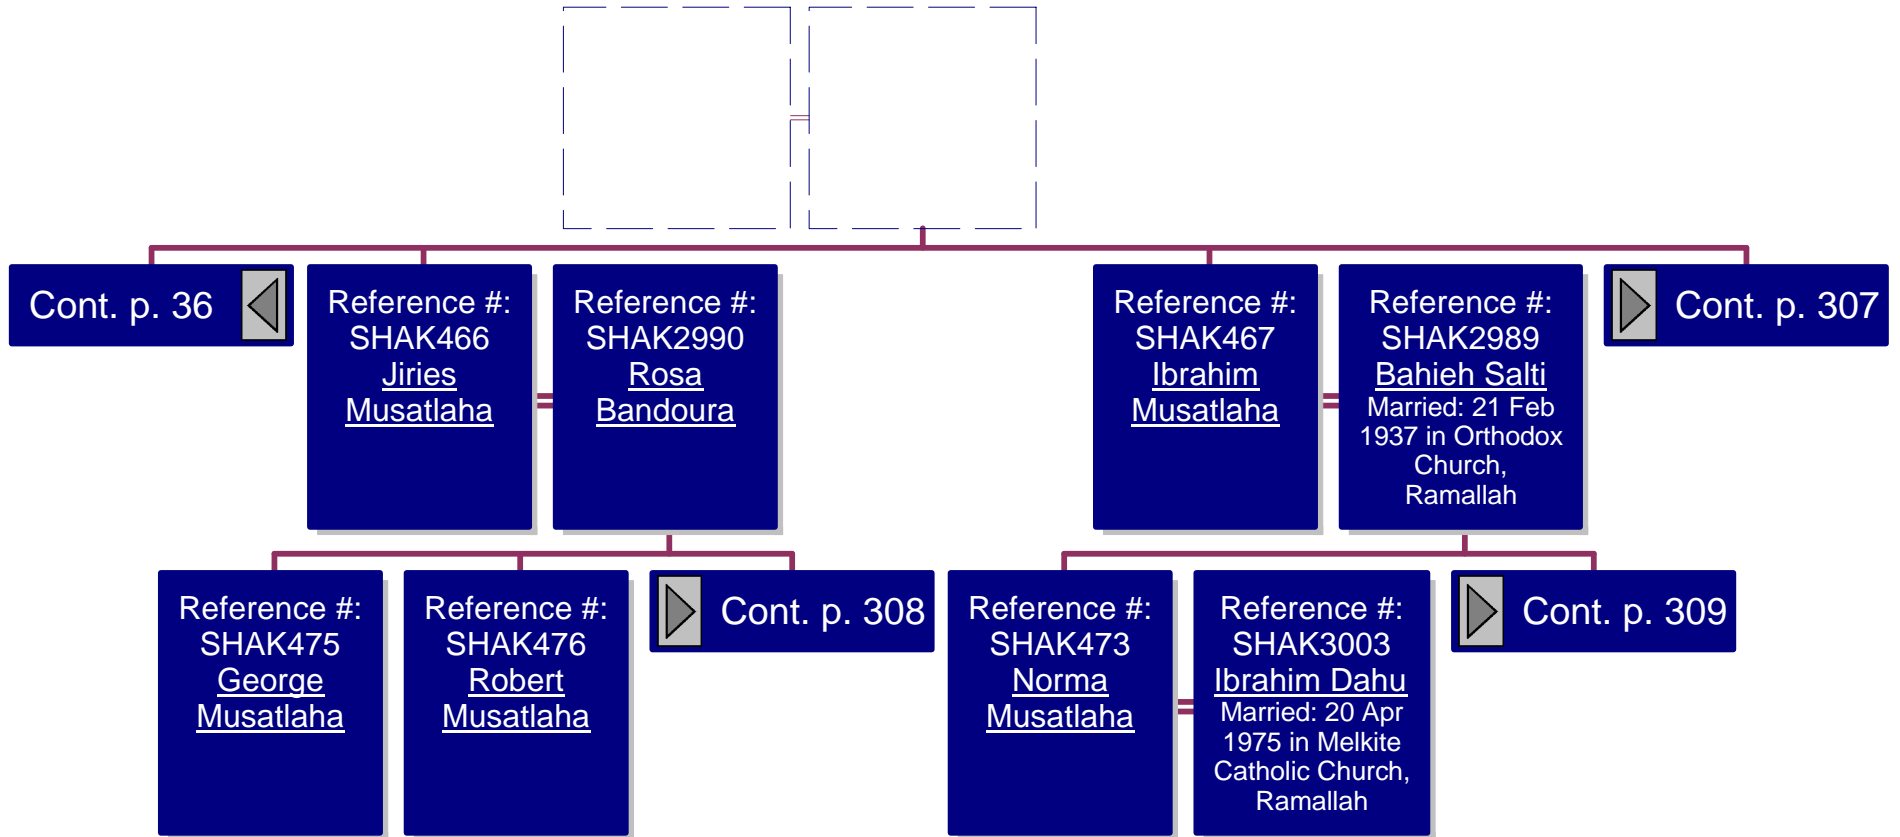 Cont. p. 36
Reference #:
SHAK466
Jiries
Musatlaha
Reference #:
SHAK2990
Rosa
Bandoura
Reference #:
SHAK467
Ibrahim
Musatlaha
Reference #:
SHAK2989
Bahieh Salti
Married: 21 Feb
1937 in Orthodox
Church,
Ramallah
Cont. p. 307
Reference #:
SHAK475
George
Musatlaha
Reference #:
SHAK476
Robert
Musatlaha
Cont. p. 308
Reference #:
SHAK473
Norma
Musatlaha
Reference #:
SHAK3003
Ibrahim Dahu
Married: 20 Apr
1975 in Melkite
Catholic Church,
Ramallah
Cont. p. 309